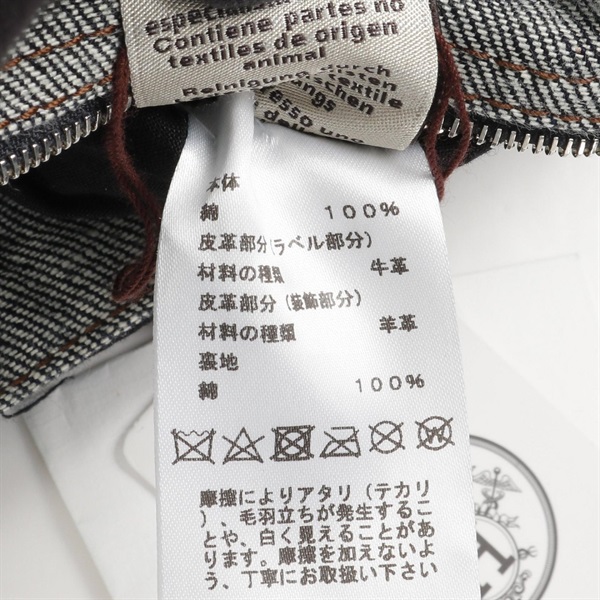 Contiene partes no
textiles de origen
animal
Reinigung durch
textile
esso uno
本体
綿 100%
皮革部分(ラベル部分)
材料の種類 牛革
皮革部分(装飾部分)
材料の種類 羊革
裏地
綿 100%
摩擦によりアタリ(テカリ
)、毛羽立ちが発生するこ
とや、白く見えることがあ
ります。摩擦を加えないよ
う、丁寧にお取扱い下さい